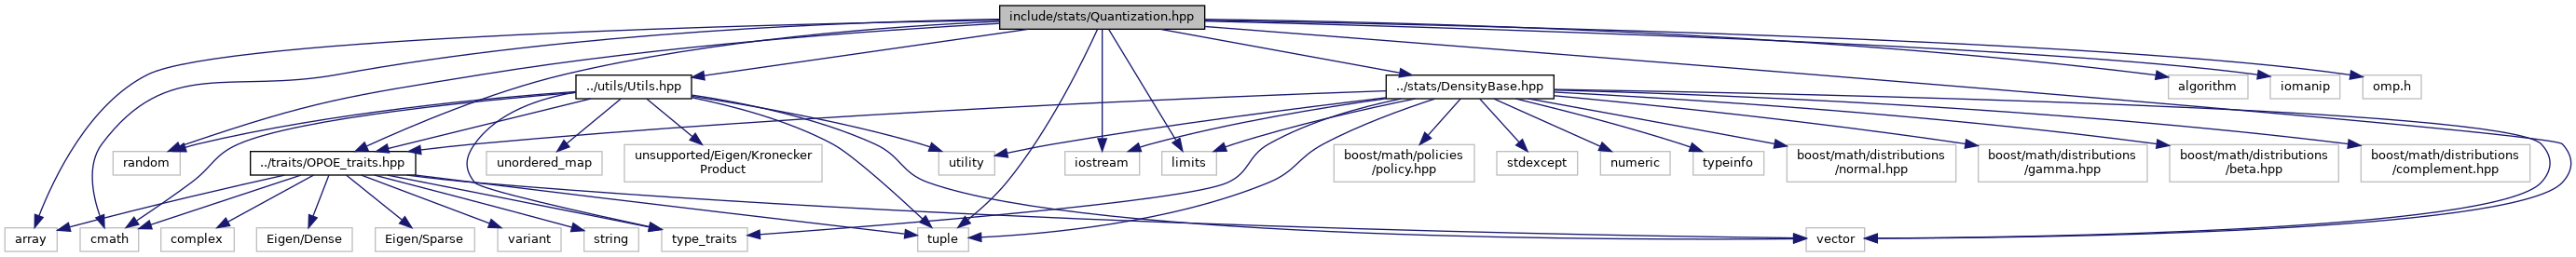 include/stats/Quantization.hpp
../utils/Utils.hpp
../stats/DensityBase.hpp
algorithm
iomanip
omp.h
random
../traits/OPOE_traits.hpp
unordered_map
unsupported/Eigen/Kronecker
Product
utility
iostream
limits
boost/math/policies
/policy.hpp
stdexcept
numeric
typeinfo
boost/math/distributions
/normal.hpp
boost/math/distributions
/gamma.hpp
boost/math/distributions
/beta.hpp
boost/math/distributions
/complement.hpp
array
cmath
complex
Eigen/Dense
Eigen/Sparse
variant
string
type_traits
tuple
vector